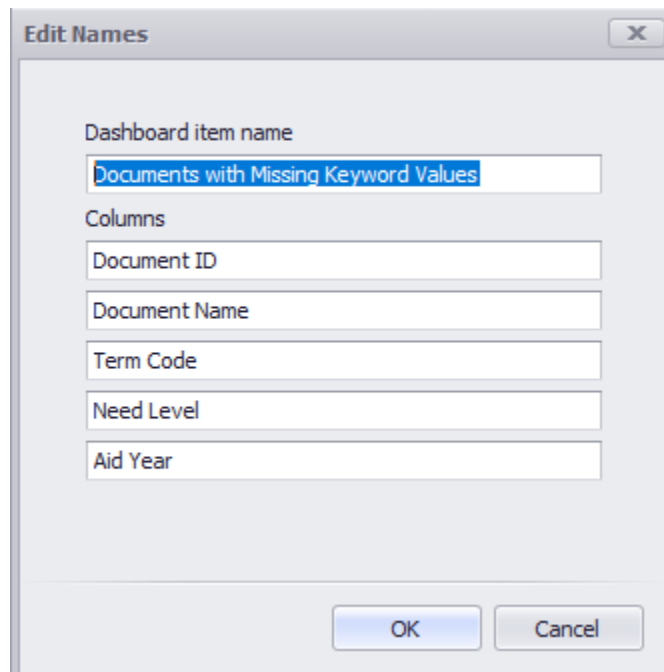 Edit Names
Dashboard item name
Documents with Missing Keyword Values
Columns
Document ID
Document Name
Term Code
Need Level
Aid Year
OK
Cancel